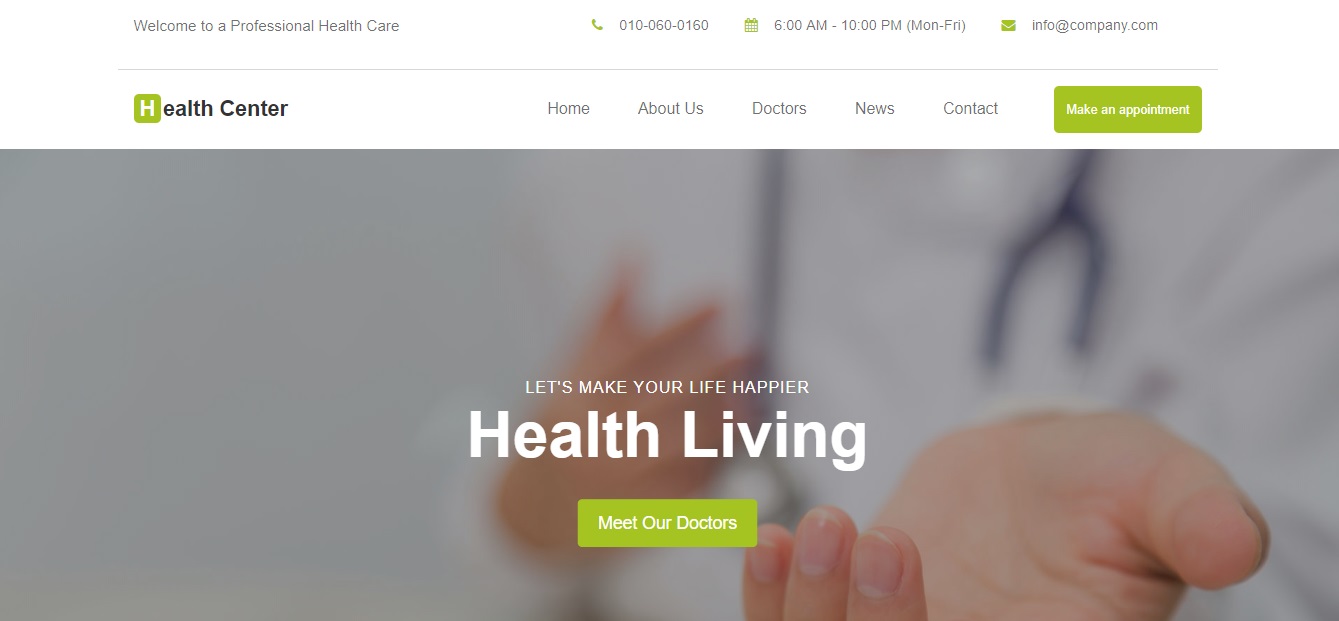 Welcome to a Professional Health Care
010-060-0160
6:00 AM - 10:00 PM (Mon-Fri)
info@company.com
Health Center
Home
About Us
Doctors
News
Contact
Make an appointment
LET'S MAKE YOUR LIFE HAPPIER
Health Living
Meet Our Doctors